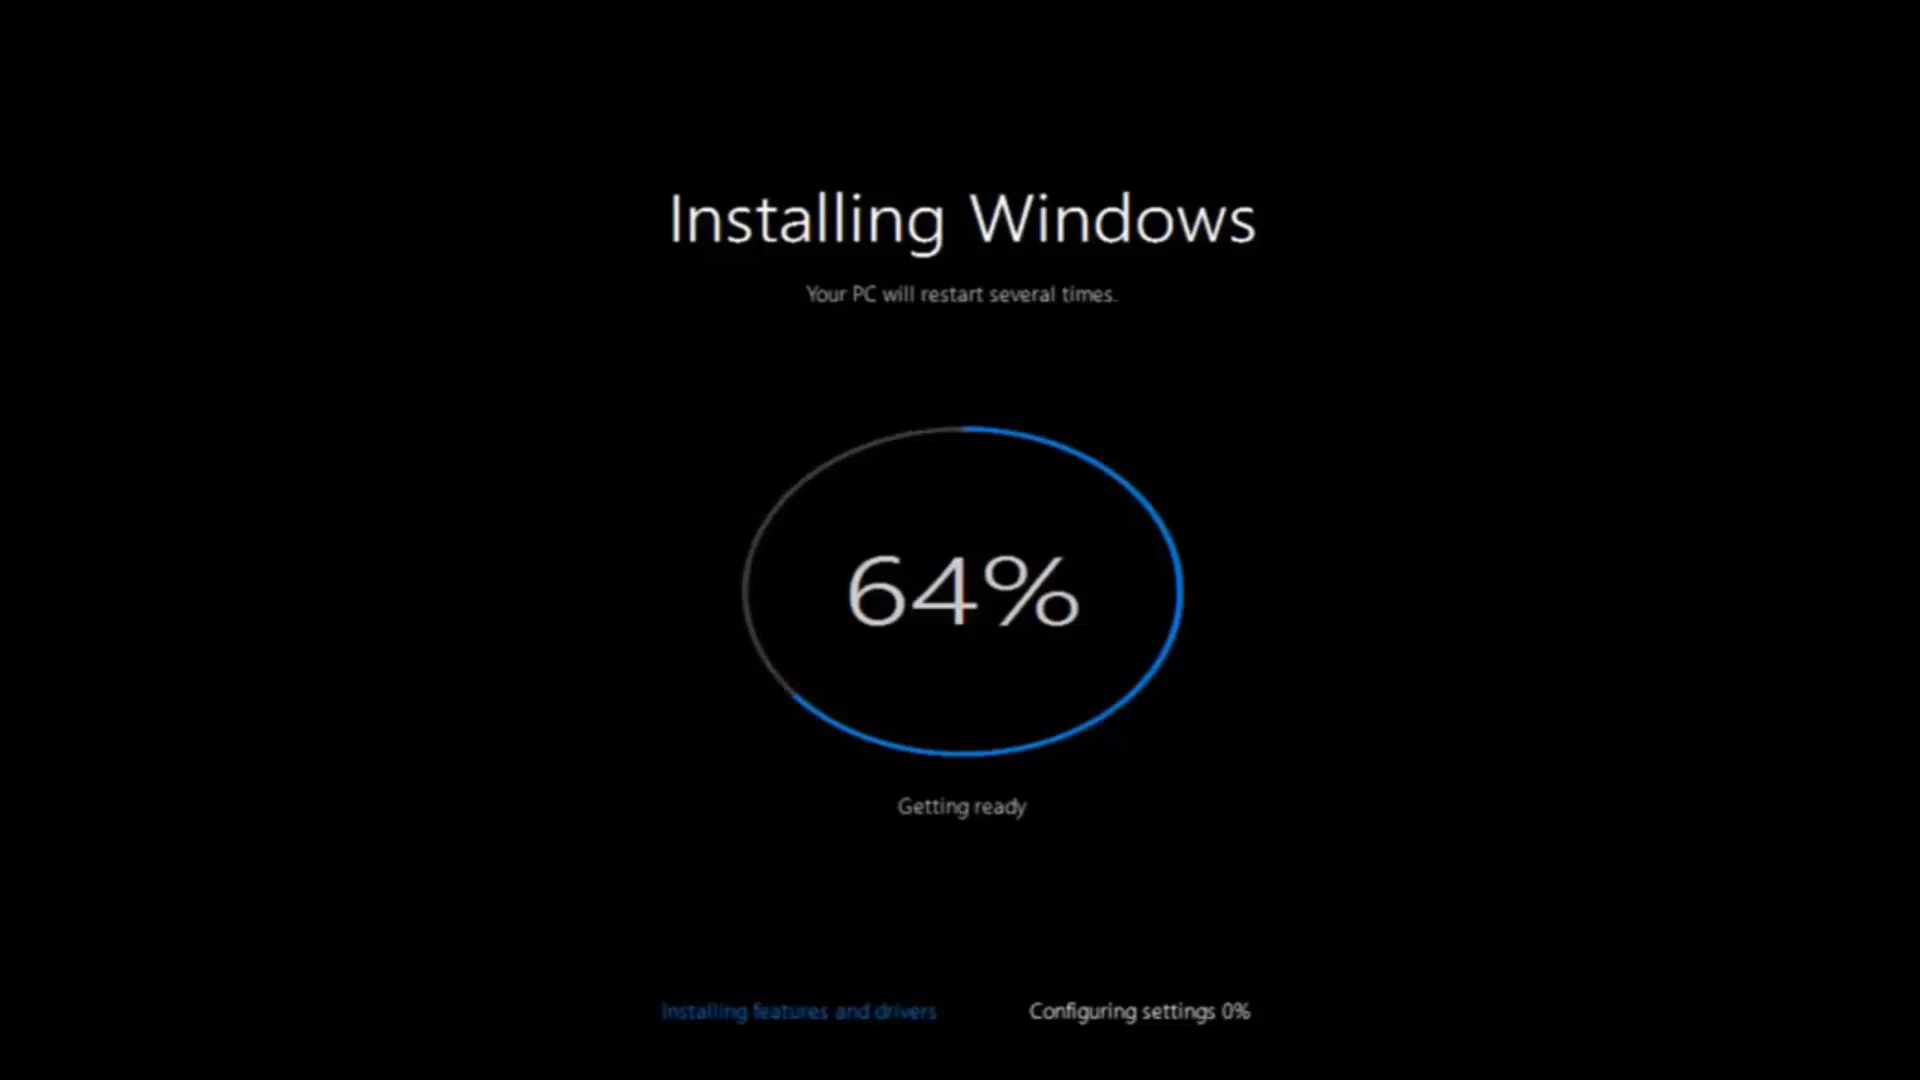 Installing Windows
Your PC will restart several times.
64%
Getting ready
Installing features and drivers
Configuring settings 0%